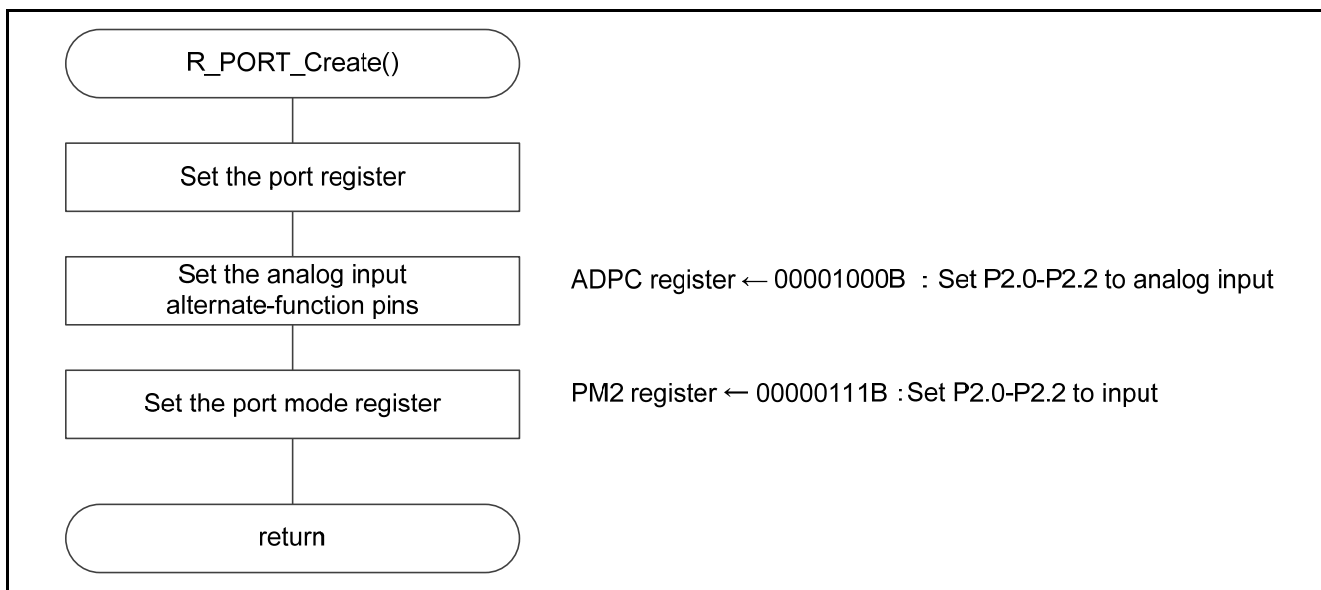 R_PORT_Create()
Set the port register
Set the analog input
alternate-function pins
ADPC register ← 00001000B : Set P2.0-P2.2 to analog input
Set the port mode register
PM2 register ← 00000111B : Set P2.0-P2.2 to input
return